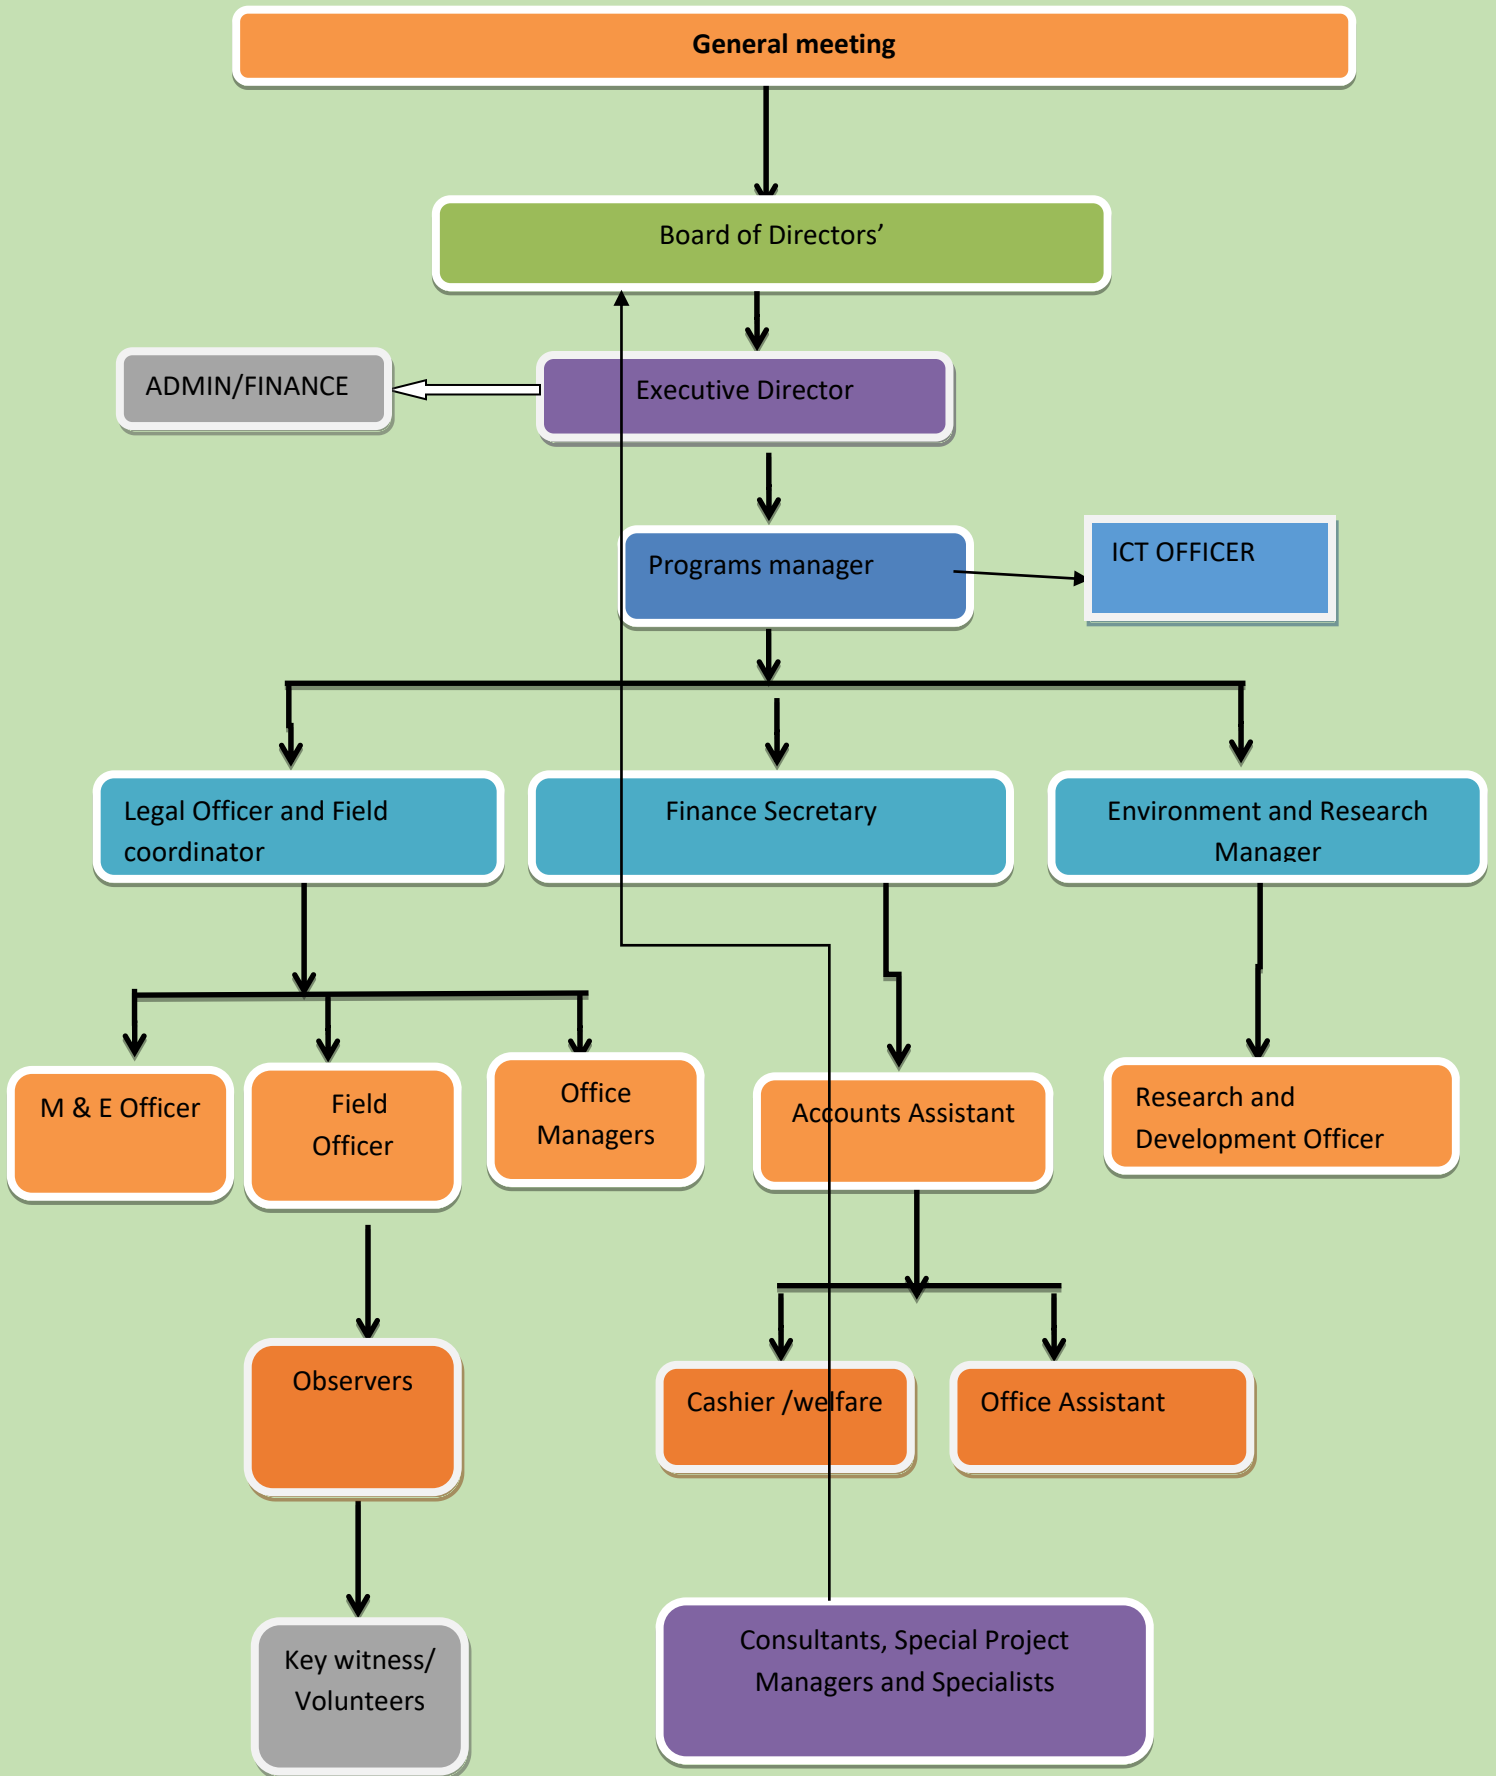 General meeting
Board of Directors’
ADMIN/FINANCE
Executive Director
Programs manager
ICT OFFICER
Legal Officer and Field
coordinator
Finance Secretary
Environment and Research
Manager
M & E Officer
Field
Officer
Office
Managers
Accounts Assistant
Research and
Development Officer
Observers
Cashier /welfare
Office Assistant
Key witness/
Volunteers
Consultants, Special Project
Managers and Specialists